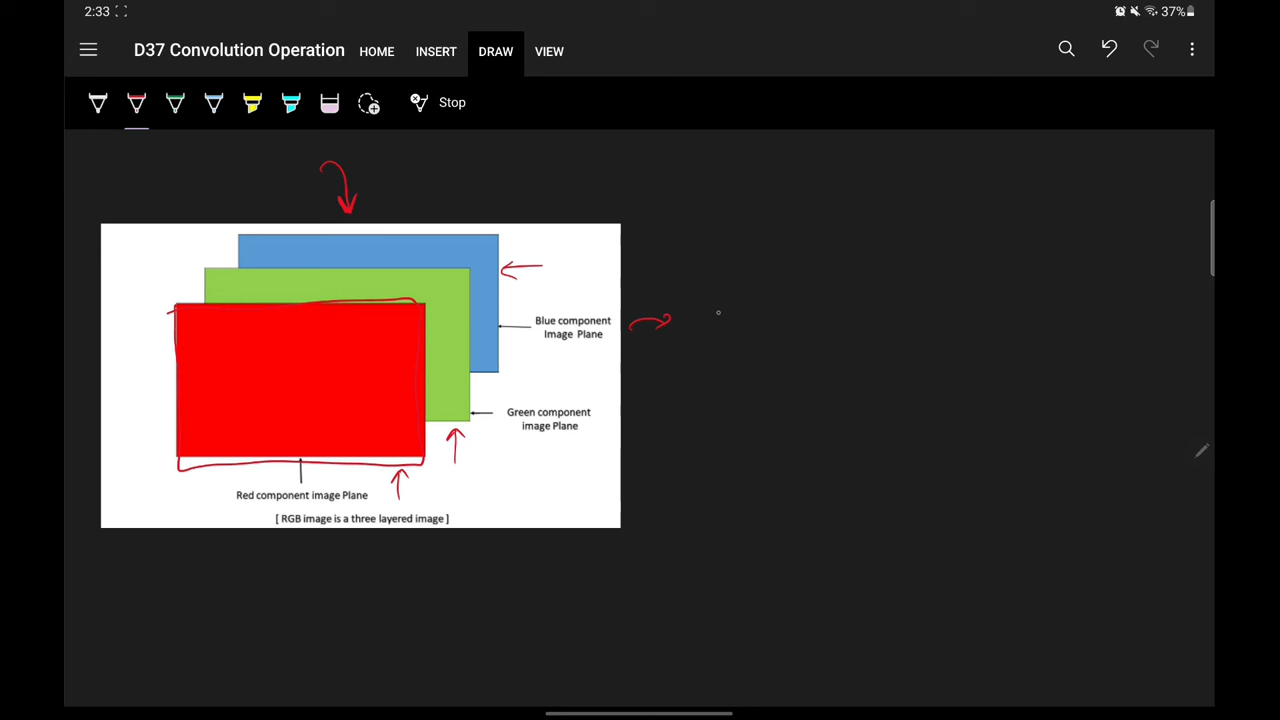 2:33 37%
D37 Convolution Operation HOME INSERT DRAW VIEW
Stop
Blue component
Image Plane
Green component
image Plane
Red component image Plane
[ RGB image is a three layered image ]